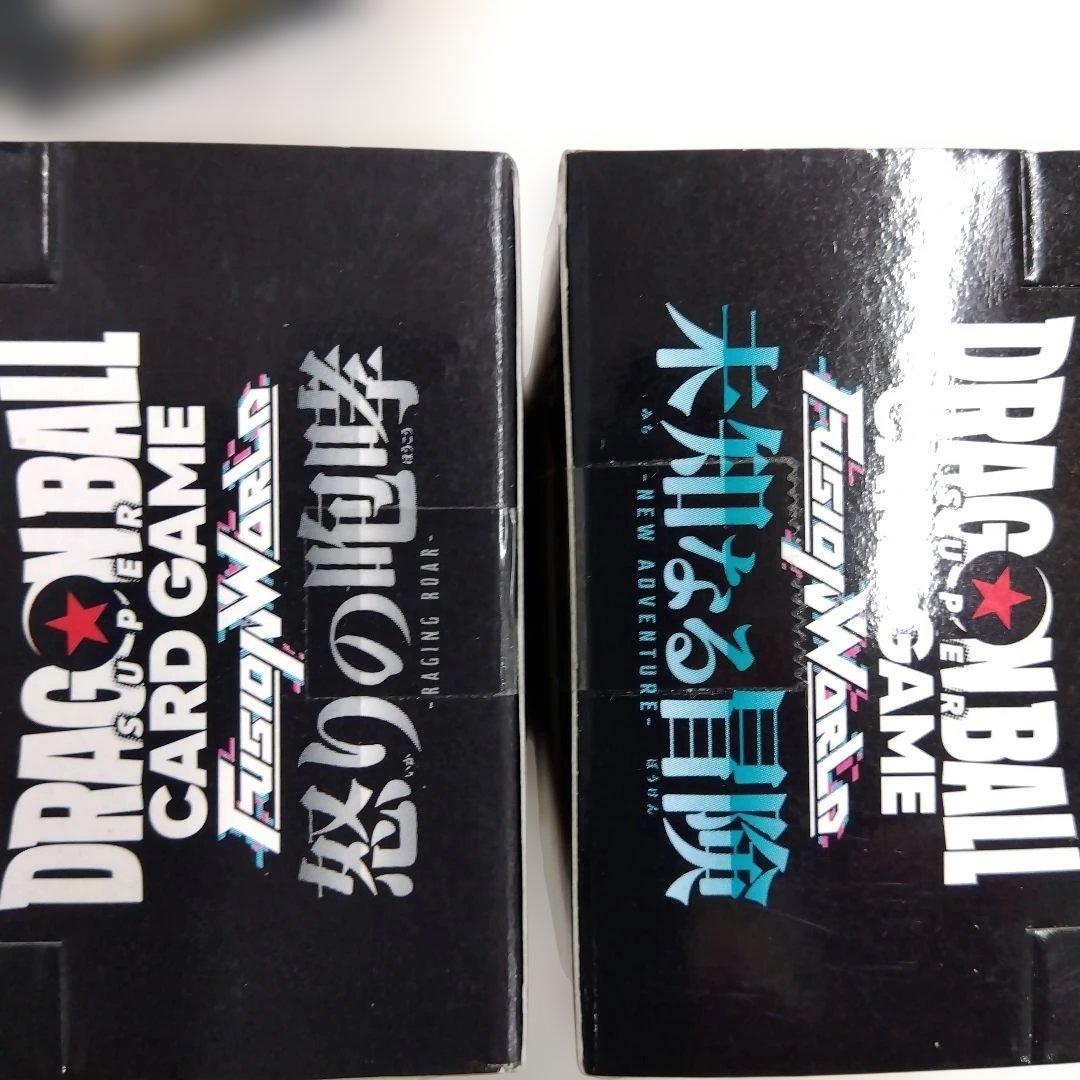 DRAGON BALL
SUPER
CARD GAME
FUSION WORLD
怒りの咆哮
いか
ほうこう
-RAGING ROAR-
DRAGON BALL
SUPER
CARD GAME
FUSION WORLD
未知なる冒険
みち
ぼうけん
-NEW ADVENTURE-